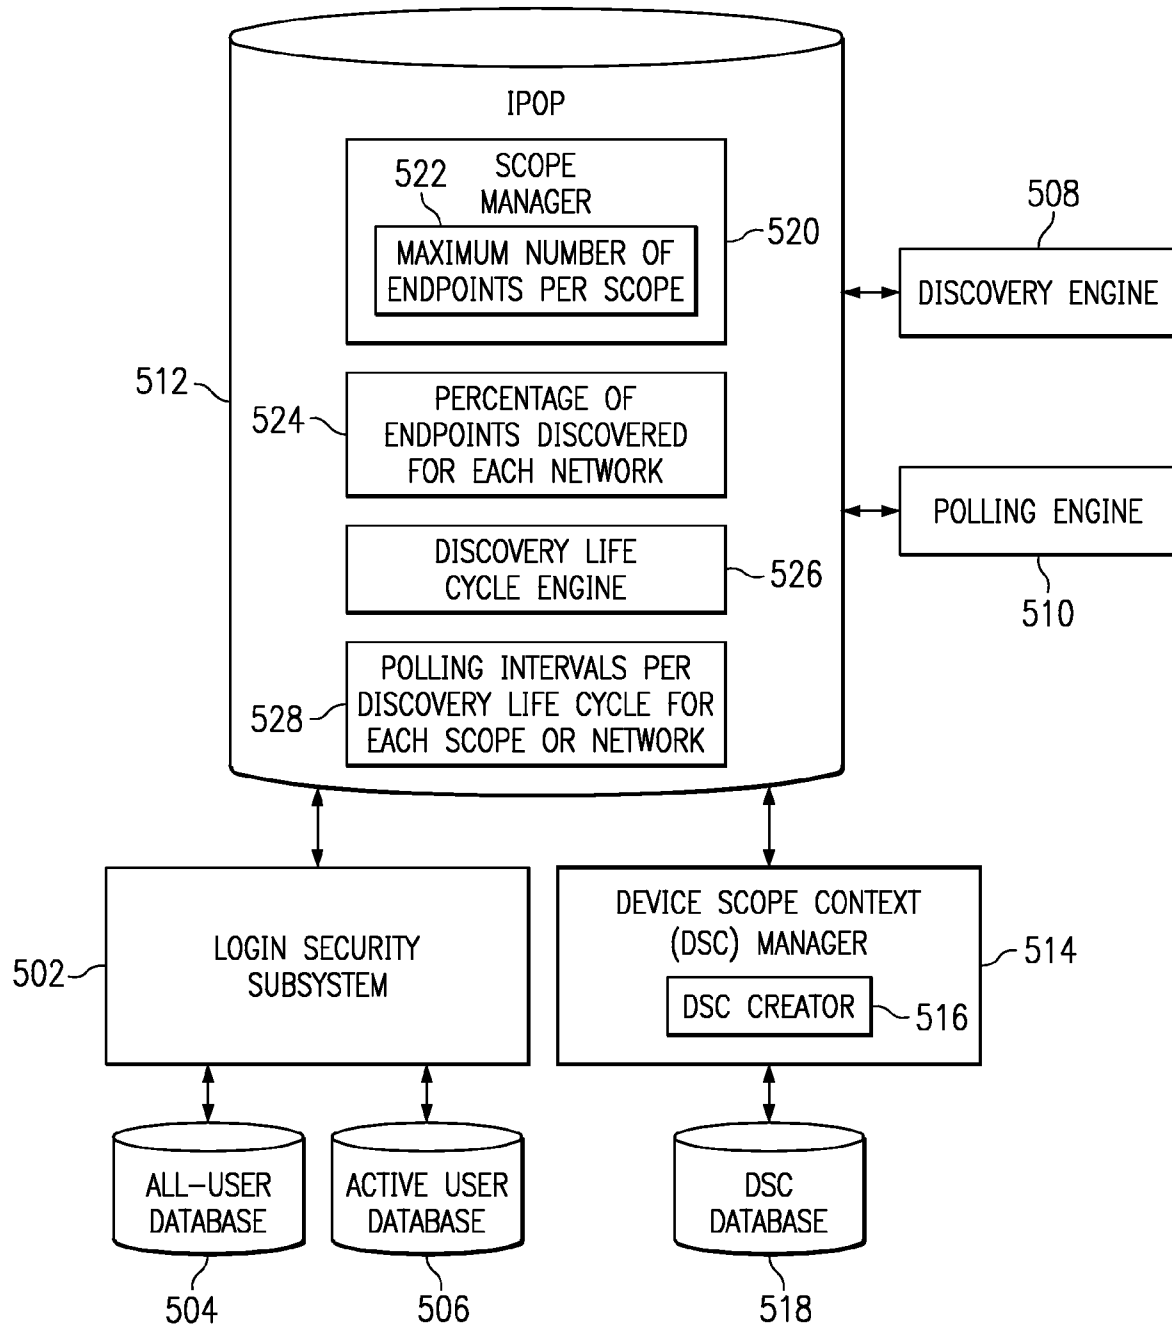 IPOP
SCOPE
MANAGER
522
MAXIMUM NUMBER OF
ENDPOINTS PER SCOPE
520
508
DISCOVERY ENGINE
512
524
PERCENTAGE OF
ENDPOINTS DISCOVERED
FOR EACH NETWORK
POLLING ENGINE
510
DISCOVERY LIFE
CYCLE ENGINE
526
528
POLLING INTERVALS PER
DISCOVERY LIFE CYCLE FOR
EACH SCOPE OR NETWORK
502
LOGIN SECURITY
SUBSYSTEM
DEVICE SCOPE CONTEXT
(DSC) MANAGER
514
DSC CREATOR
516
ALL-USER
DATABASE
504
ACTIVE USER
DATABASE
506
DSC
DATABASE
518